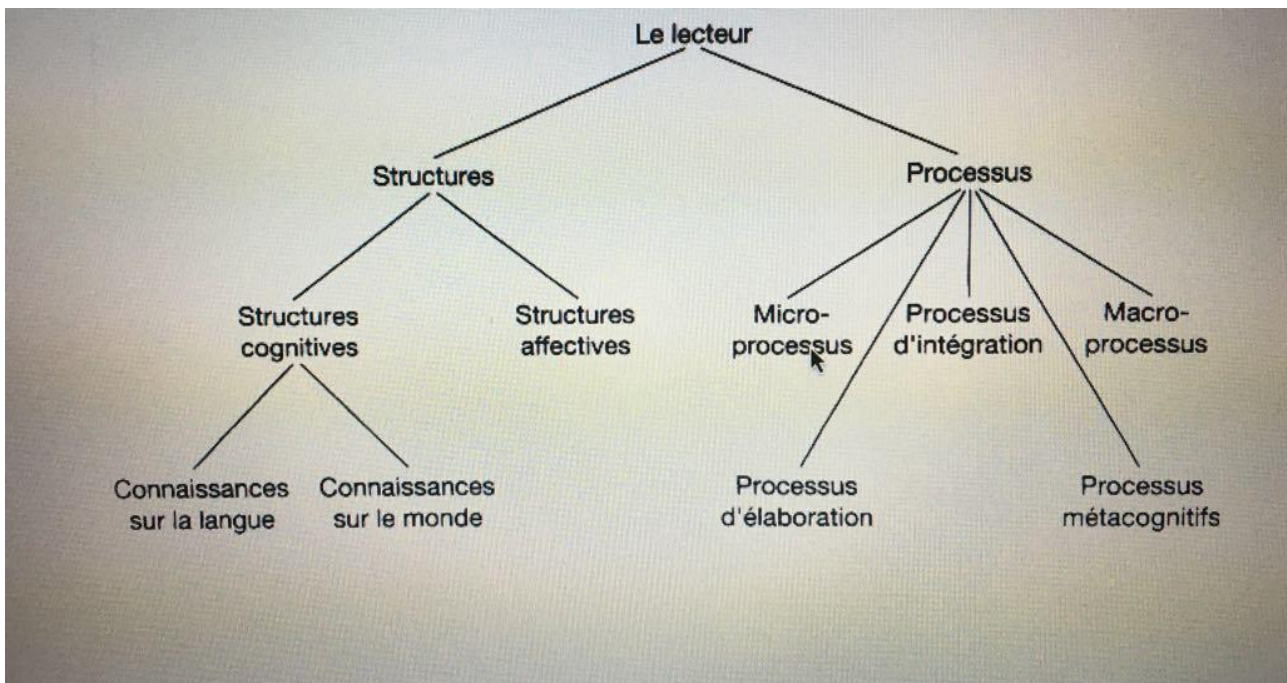 Le lecteur
Structures
Processus
Structures
cognitives
Structures
affectives
Micro-
processus
Processus
d'intégration
Macro-
processus
Connaissances
sur la langue
Connaissances
sur le monde
Processus
d'élaboration
Processus
métacognitifs